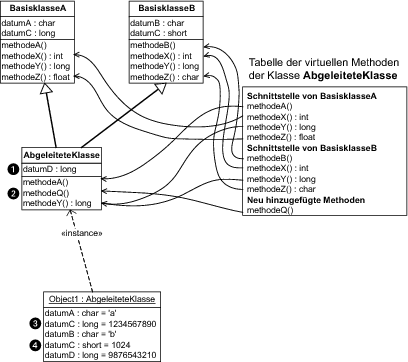 BasisklasseA
datumA : char
datumC : long
methodeA()
methodeX() : int
methodeY() : long
methodeZ() : float
BasisklasseB
datumB : char
datumC : short
methodeB()
methodeX() : int
methodeY() : long
methodeZ() : char
Tabelle der virtuellen Methoden
der Klasse AbgeleiteteKlasse
Schnittstelle von BasisklasseA
methodeA()
methodeX() : int
methodeY() : long
methodeZ() : float
Schnittstelle von BasisklasseB
methodeB()
methodeX() : int
methodeY() : long
methodeZ() : char
Neu hinzugefügte Methoden
methodeQ()
AbgeleiteteKlasse
1 datumD : long
methodeA()
2 methodeQ()
methodeY() : long
«instance»
Object1 : AbgeleiteteKlasse
datumA : char = 'a'
3 datumC : long = 1234567890
datumB : char = 'b'
4 datumC : short = 1024
datumD : long = 9876543210